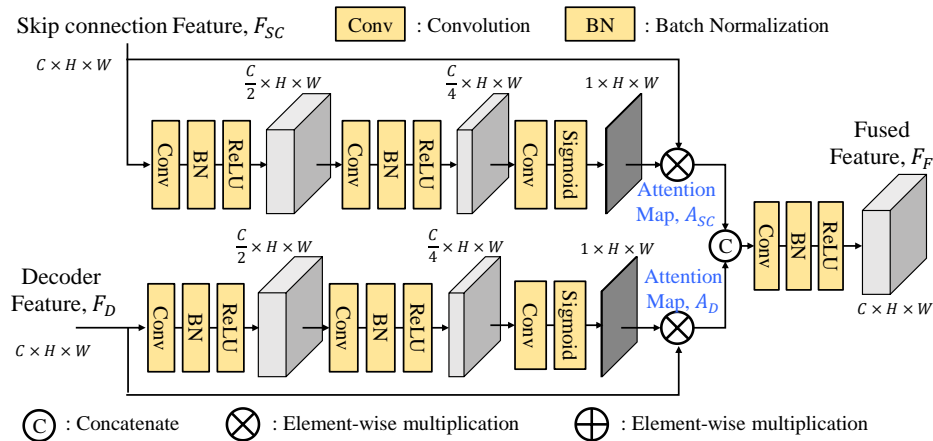 Skip connection Feature, F_SC
Conv : Convolution
BN : Batch Normalization
C × H × W
C/2 × H × W
C/4 × H × W
1 × H × W
Conv
BN
ReLU
Conv
BN
ReLU
Conv
Sigmoid
Attention
Map, A_SC
Fused
Feature, F_F
C
Conv
BN
ReLU
C × H × W
Decoder
Feature, F_D
C × H × W
C/2 × H × W
C/4 × H × W
1 × H × W
Conv
BN
ReLU
Conv
BN
ReLU
Conv
Sigmoid
Attention
Map, A_D
C : Concatenate
: Element-wise multiplication
: Element-wise multiplication